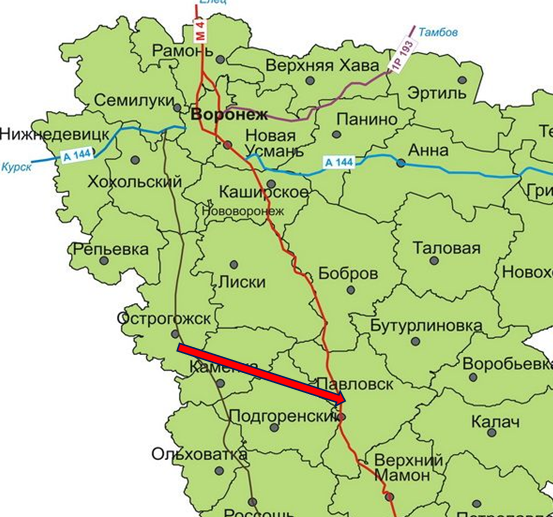 Елец
М 4
Тамбов
Рамонь
Верхняя Хава
1Р 193
Эртиль
Семилуки
Воронеж
Панино
Нижнедевицк
Новая
Усмань
Анна
А 144
А 144
Курск
Хохольский
Каширское
Нововоронеж
Репьевка
Таловая
Лиски
Бобров
Новохо
Острогожск
Бутурлиновка
Каменка
Павловск
Воробьевка
Подгоренский
Калач
Ольховатка
Верхний
Мамон
Россошь